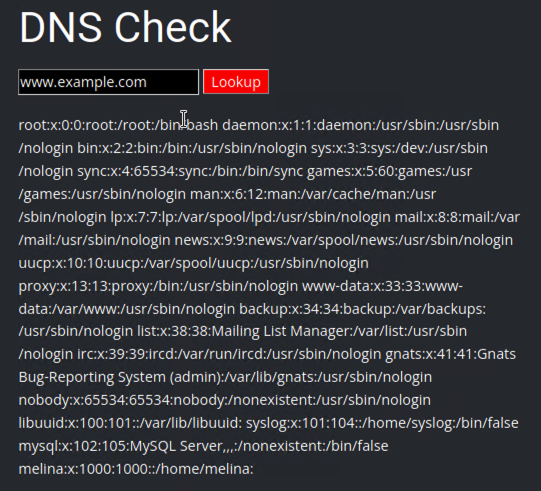 DNS Check
www.example.com Lookup
root:x:0:0:root:/root:/bin/bash daemon:x:1:1:daemon:/usr/sbin:/usr/sbin
/nologin bin:x:2:2:bin:/bin:/usr/sbin/nologin sys:x:3:3:sys:/dev:/usr/sbin
/nologin sync:x:4:65534:sync:/bin:/bin/sync games:x:5:60:games:/usr
/games:/usr/sbin/nologin man:x:6:12:man:/var/cache/man:/usr
/sbin/nologin lp:x:7:7:lp:/var/spool/lpd:/usr/sbin/nologin mail:x:8:8:mail:/var
/mail:/usr/sbin/nologin news:x:9:9:news:/var/spool/news:/usr/sbin/nologin
uucp:x:10:10:uucp:/var/spool/uucp:/usr/sbin/nologin
proxy:x:13:13:proxy:/bin:/usr/sbin/nologin www-data:x:33:33:www-
data:/var/www:/usr/sbin/nologin backup:x:34:34:backup:/var/backups:
/usr/sbin/nologin list:x:38:38:Mailing List Manager:/var/list:/usr/sbin
/nologin irc:x:39:39:ircd:/var/run/ircd:/usr/sbin/nologin gnats:x:41:41:Gnats
Bug-Reporting System (admin):/var/lib/gnats:/usr/sbin/nologin
nobody:x:65534:65534:nobody:/nonexistent:/usr/sbin/nologin
libuuid:x:100:101::/var/lib/libuuid: syslog:x:101:104::/home/syslog:/bin/false
mysql:x:102:105:MySQL Server,,,:/nonexistent:/bin/false
melina:x:1000:1000::/home/melina: